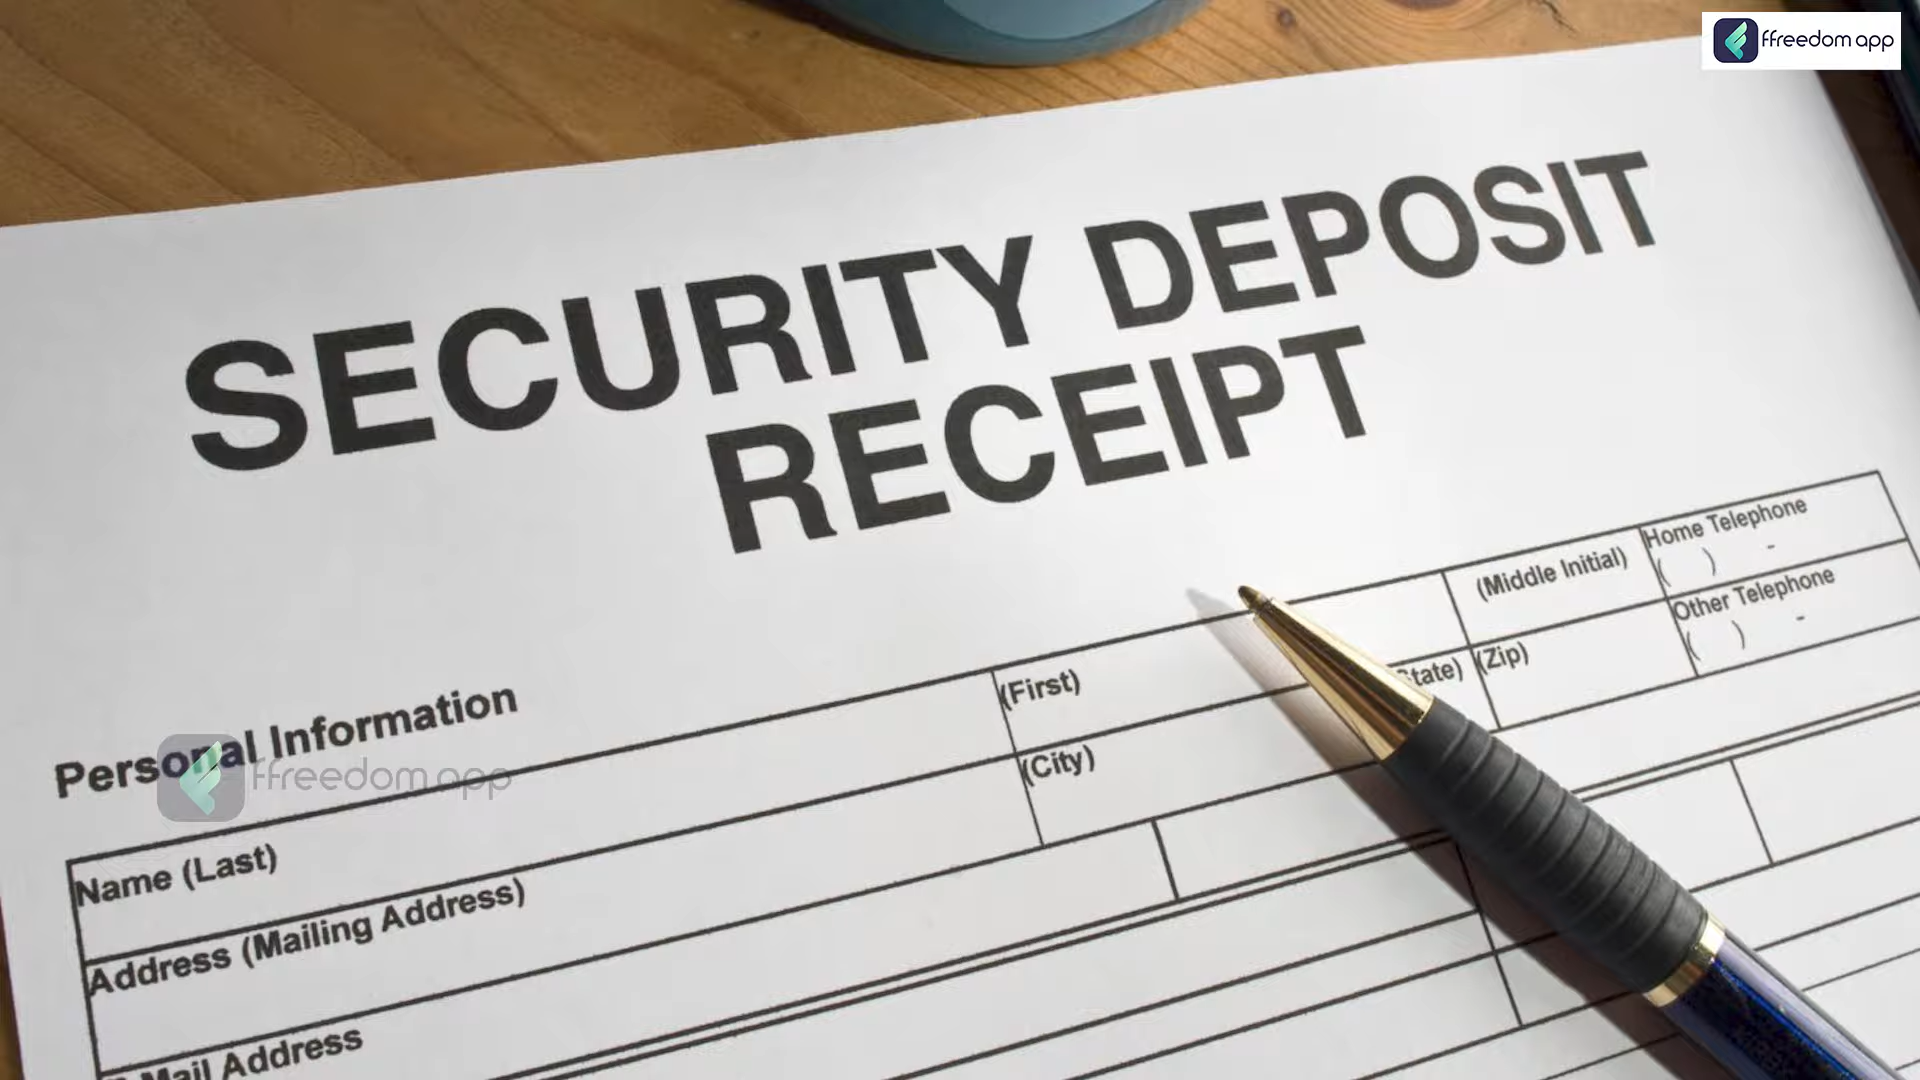 ffreedom app
SECURITY DEPOSIT
RECEIPT
Personal Information
ffreedom app
Name (Last)
(First)
(Middle Initial)
Home Telephone
( ) -
Address (Mailing Address)
(City)
(Zip)
Other Telephone
( ) -
Mail Address